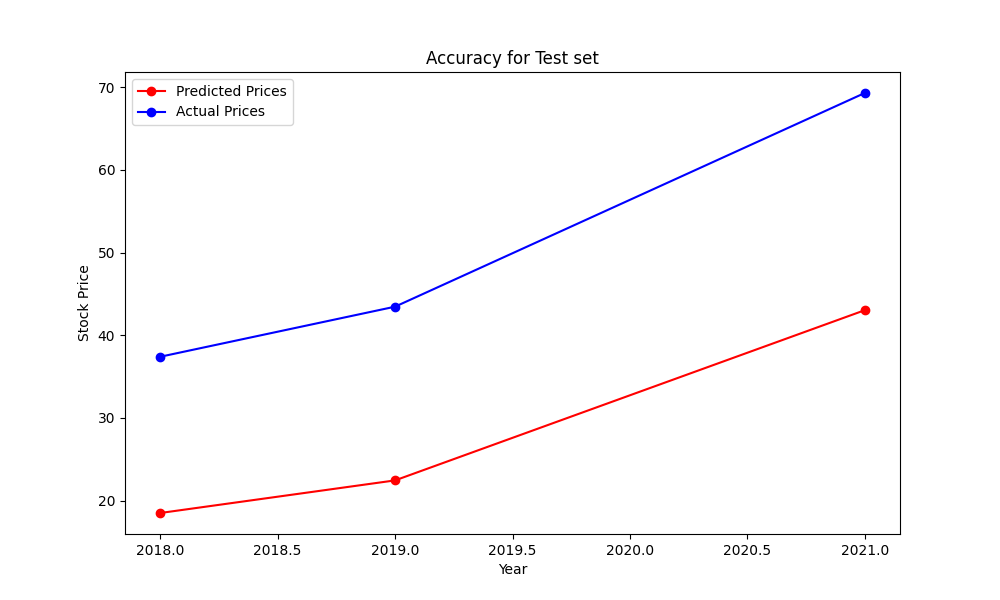 Accuracy for Test set
Predicted Prices
Actual Prices
70
60
50
40
30
20
Stock Price
2018.0 2018.5 2019.0 2019.5 2020.0 2020.5 2021.0
Year